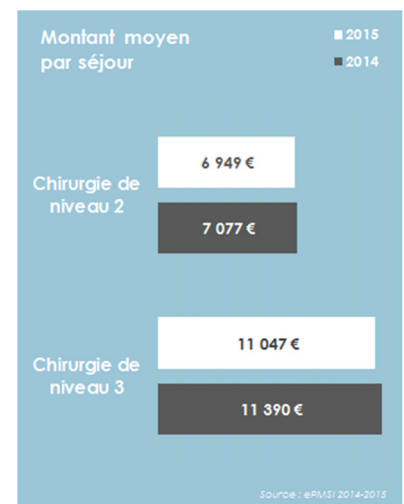 Montant moyen
par séjour
2015
2014
Chirurgie de
niveau 2
6 949 €
7 077 €
Chirurgie de
niveau 3
11 047 €
11 390 €
Source : ePMSI 2014-2015